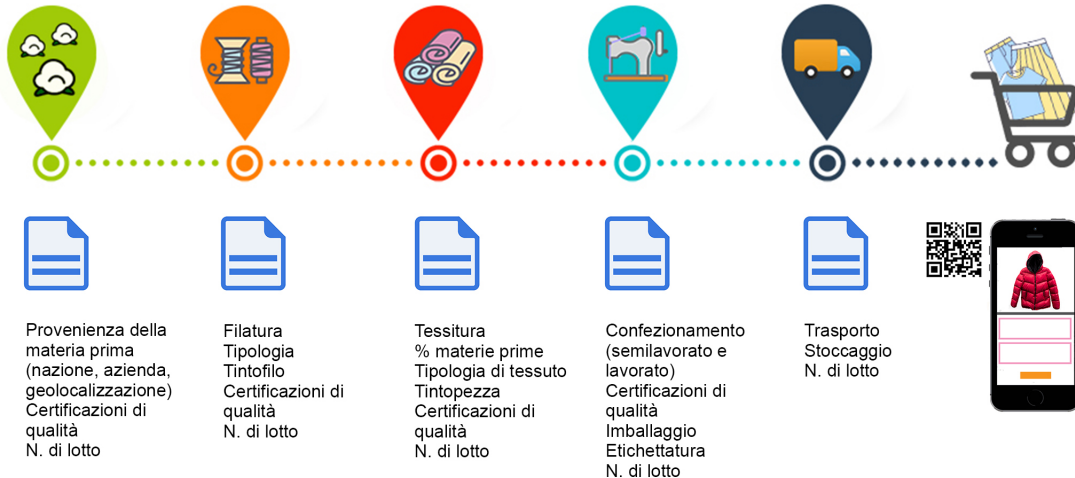 Provenienza della
materia prima
(nazione, azienda,
geolocalizzazione)
Certificazioni di
qualità
N. di lotto
Filatura
Tipologia
Tintofilo
Certificazioni di
qualità
N. di lotto
Tessitura
% materie prime
Tipologia di tessuto
Tintopezza
Certificazioni di
qualità
N. di lotto
Confezionamento
(semilavorato e
lavorato)
Certificazioni di
qualità
Imballaggio
Etichettatura
N. di lotto
Trasporto
Stoccaggio
N. di lotto